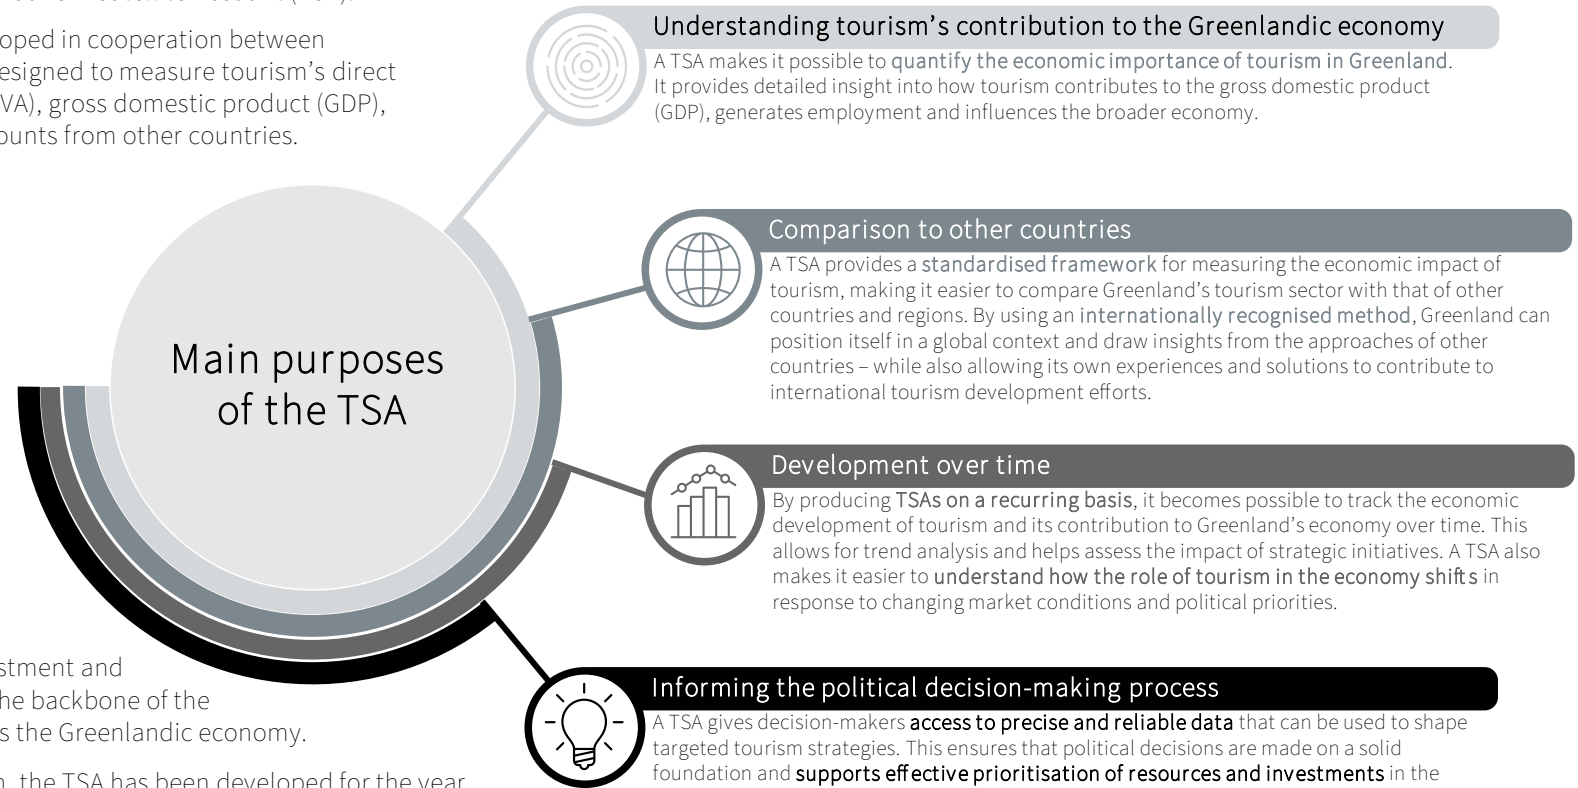 oped in cooperation between
esigned to measure tourism's direct
VA), gross domestic product (GDP),
ounts from other countries.
Understanding tourism's contribution to the Greenlandic economy
A TSA makes it possible to quantify the economic importance of tourism in Greenland.
It provides detailed insight into how tourism contributes to the gross domestic product
(GDP), generates employment and influences the broader economy.
Main purposes
of the TSA
Comparison to other countries
A TSA provides a standardised framework for measuring the economic impact of
tourism, making it easier to compare Greenland's tourism sector with that of other
countries and regions. By using an internationally recognised method, Greenland can
position itself in a global context and draw insights from the approaches of other
countries – while also allowing its own experiences and solutions to contribute to
international tourism development efforts.
Development over time
By producing TSAs on a recurring basis, it becomes possible to track the economic
development of tourism and its contribution to Greenland's economy over time. This
allows for trend analysis and helps assess the impact of strategic initiatives. A TSA also
makes it easier to understand how the role of tourism in the economy shifts in
response to changing market conditions and political priorities.
stment and
he backbone of the
s the Greenlandic economy.
n, the TSA has been developed for the year
Informing the political decision-making process
A TSA gives decision-makers access to precise and reliable data that can be used to shape
targeted tourism strategies. This ensures that political decisions are made on a solid
foundation and supports effective prioritisation of resources and investments in the